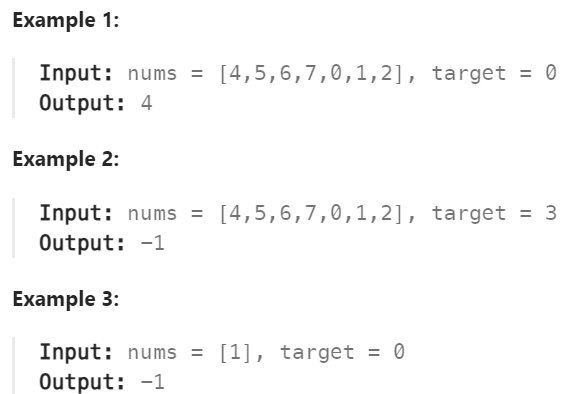 Example 1:
Input: nums = [4,5,6,7,0,1,2], target = 0
Output: 4
Example 2:
Input: nums = [4,5,6,7,0,1,2], target = 3
Output: -1
Example 3:
Input: nums = [1], target = 0
Output: -1